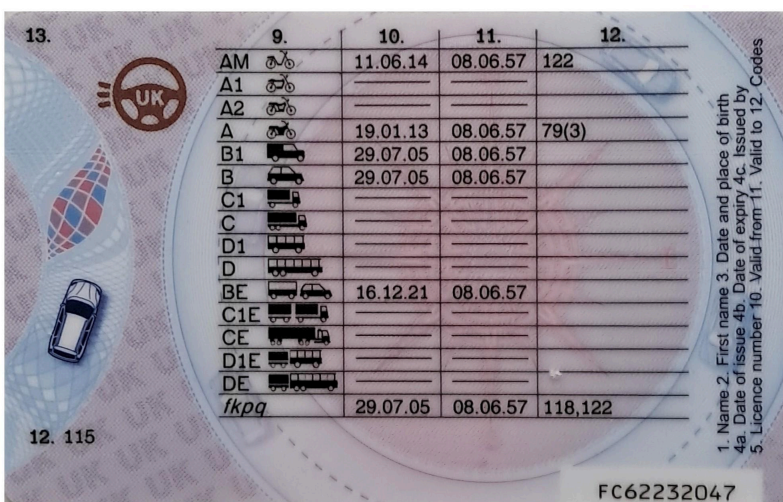 13.
9. 10. 11. 12.
UK
AM 11.06.14 08.06.57 122
A1
A2
A 19.01.13 08.06.57 79(3)
B1 29.07.05 08.06.57
B 29.07.05 08.06.57
C1
C
D1
D
BE 16.12.21 08.06.57
C1E
CE
D1E
DE
fkpq 29.07.05 08.06.57 118,122
12. 115
1. Name 2. First name 3. Date and place of birth
4a. Date of issue 4b. Date of expiry 4c. Issued by
5. Licence number 10. Valid from 11. Valid to 12. Codes
FC62232047